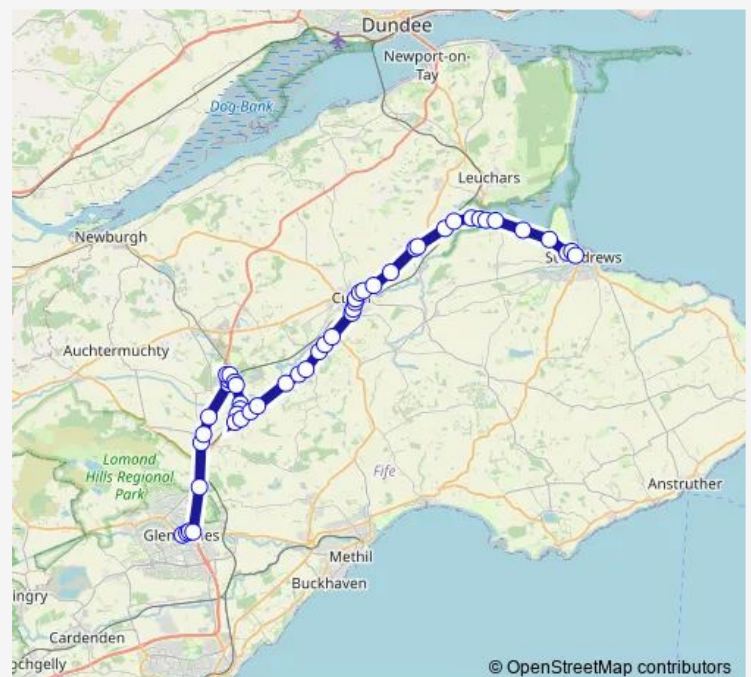 Dundee
Newport-on-
Tay
Dog Bank
Leuchars
Newburgh
Auchtermuchty
Lomond
Hills Regional
Park
Fife
Anstruther
Methil
Buckhaven
Cardenden
© OpenStreetMap contributors